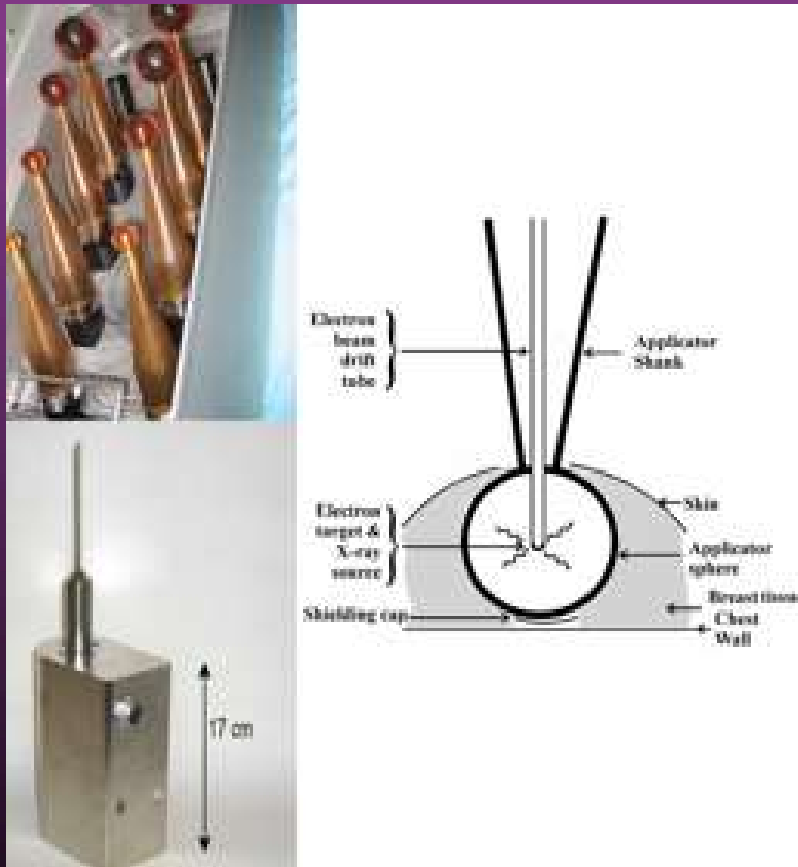 Electron
beam
drift
tube
Applicator
Shank
Electron
target &
X-ray
source
Skin
Applicator
sphere
Breast tissue
Shielding cap
Chest
Wall
17 cm